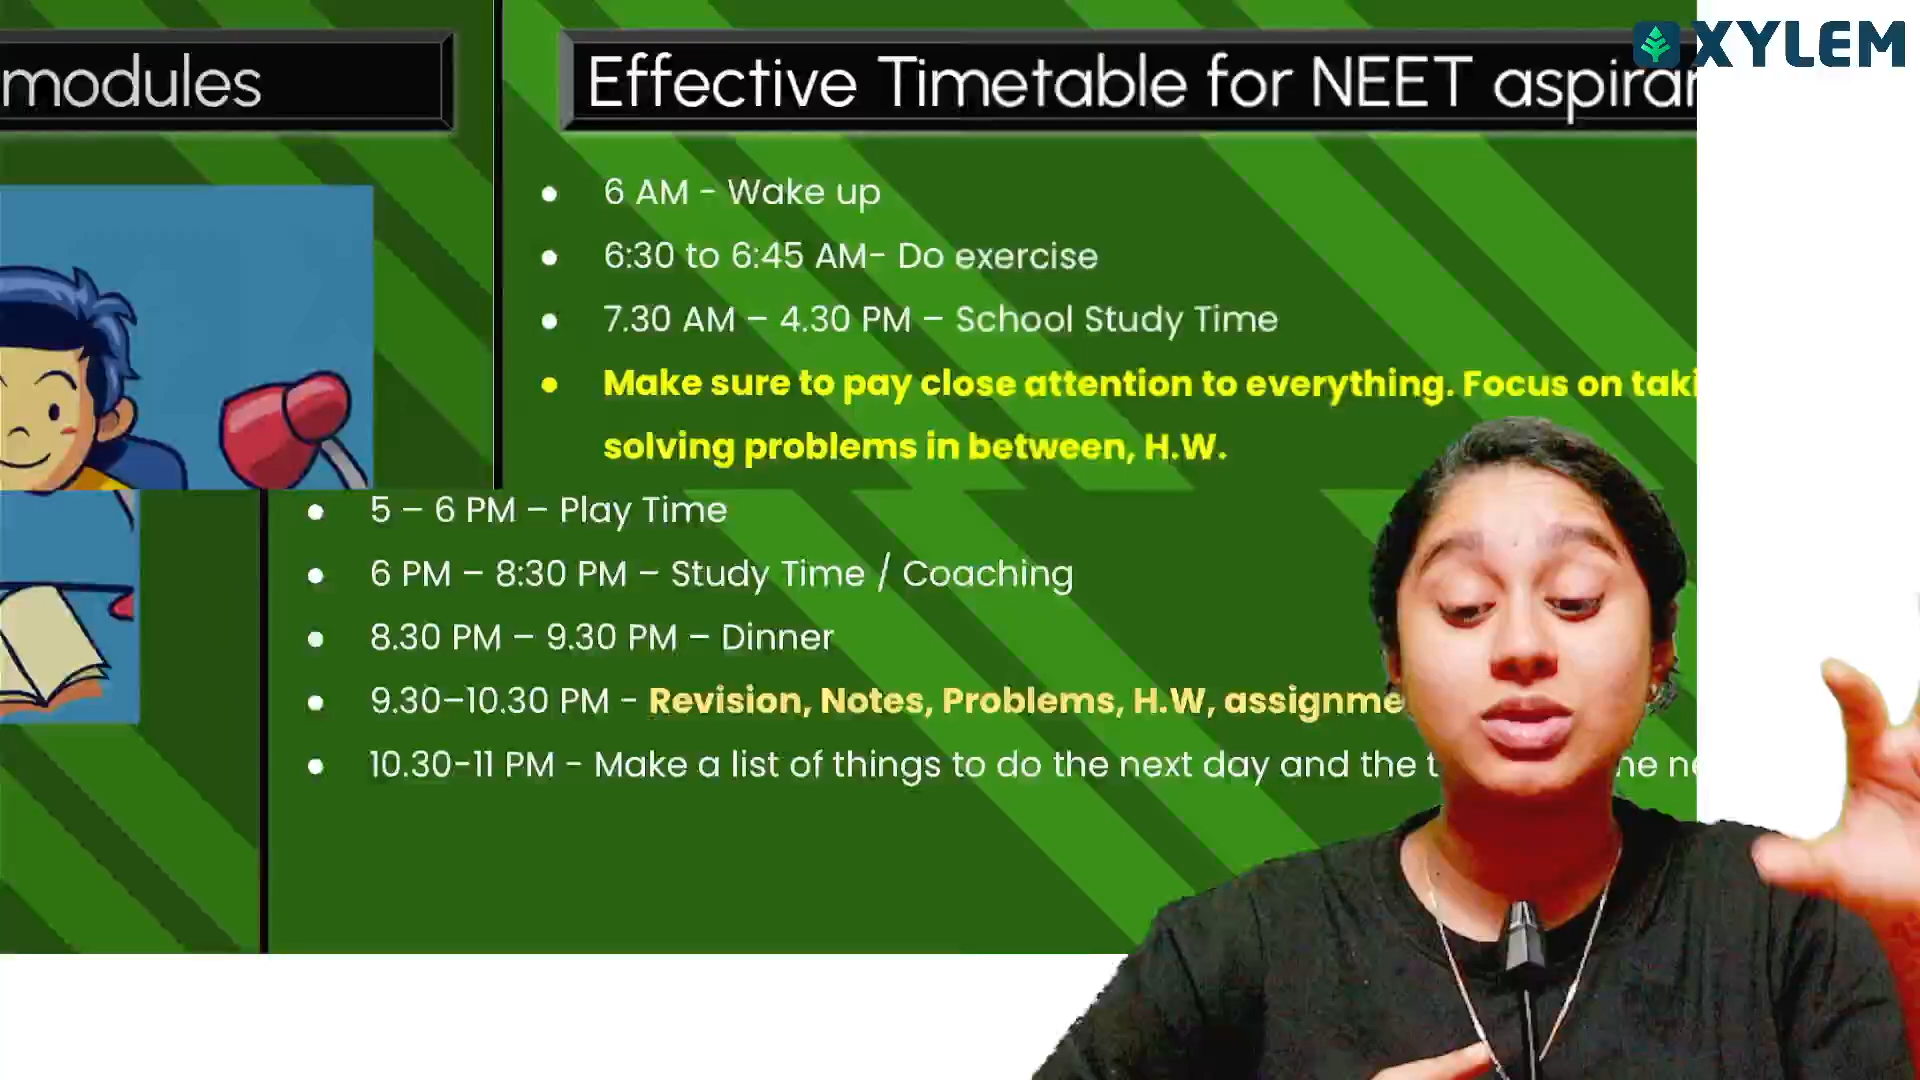 XYLEM
modules
Effective Timetable for NEET
6 AM - Wake up
6:30 to 6:45 AM- Do exercise
7.30 AM – 4.30 PM – School Study Time
Make sure to pay close attention to everything. Focus on
solving problems in between, H.W.
5 – 6 PM – Play Time
6 PM – 8:30 PM – Study Time / Coaching
8.30 PM – 9.30 PM – Dinner
9.30–10.30 PM - Revision, Notes, Problems, H.W,
10.30-11 PM - Make a list of things to do the next day and the